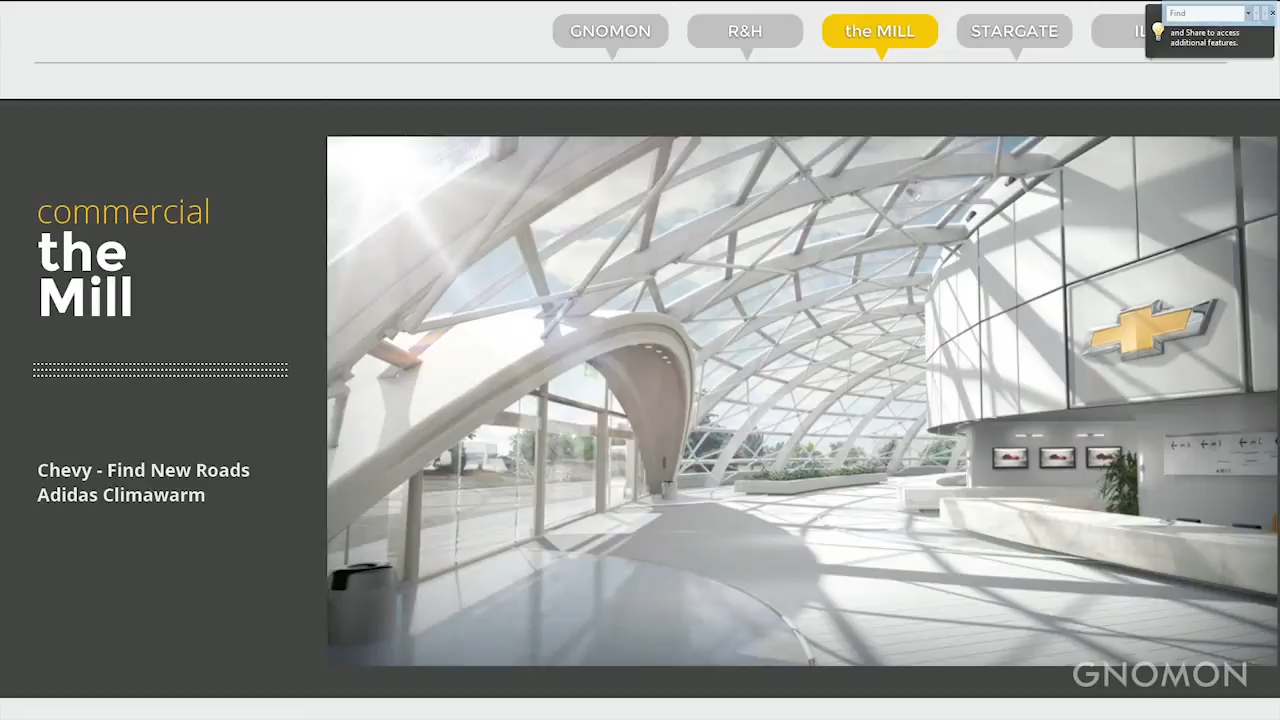 GNOMON
R&H
the MILL
STARGATE
IL
Find
and Share to access
additional features.
commercial
the
Mill
Chevy - Find New Roads
Adidas Climawarm
GNOMON